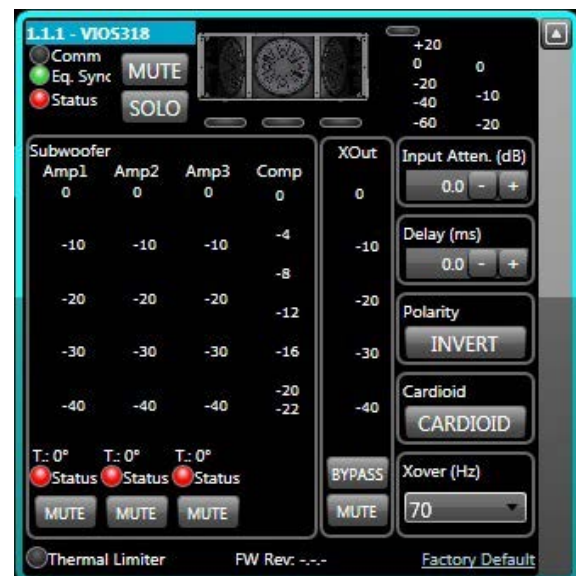 1.1.1 - VIOS318
Comm
Eq. Sync
Status
MUTE
SOLO
+20
0 0
-20
-40 -10
-60 -20
Subwoofer
Amp1 Amp2 Amp3 Comp
0 0 0 0
-4
-10 -10 -10
-8
-20 -20 -20
-12
-30 -30 -30 -16
-20
-40 -40 -40 -22
T.: 0° T.: 0° T.: 0°
Status Status Status
MUTE MUTE MUTE
XOut
0
-10
-20
-30
-40
BYPASS
MUTE
Input Atten. (dB)
0.0 - +
Delay (ms)
0.0 - +
Polarity
INVERT
Cardioid
CARDIOID
Xover (Hz)
70
Thermal Limiter FW Rev: -.-.- Factory Default